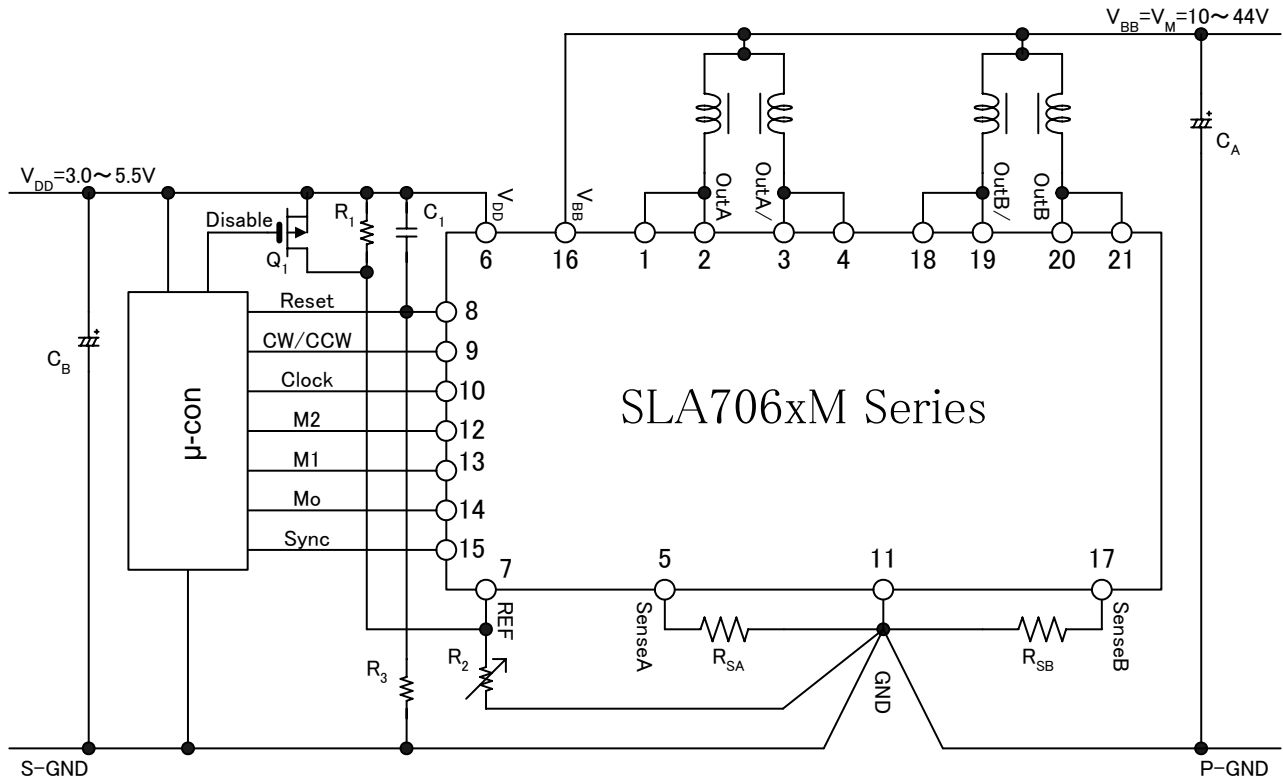 V_BB=V_M=10～44V
C_A
V_DD=3.0～5.5V
Disable
Q_1
R_1
C_1
V_DD
V_BB
OutA
OutA/
OutB/
OutB
6
16
1
2
3
4
18
19
20
21
C_B
μ-con
Reset
8
CW/CCW
9
Clock
10
M2
12
M1
13
Mo
14
Sync
15
SLA706xM Series
7
5
11
17
REF
SenseA
R_SA
GND
R_SB
SenseB
R_2
R_3
S-GND
P-GND